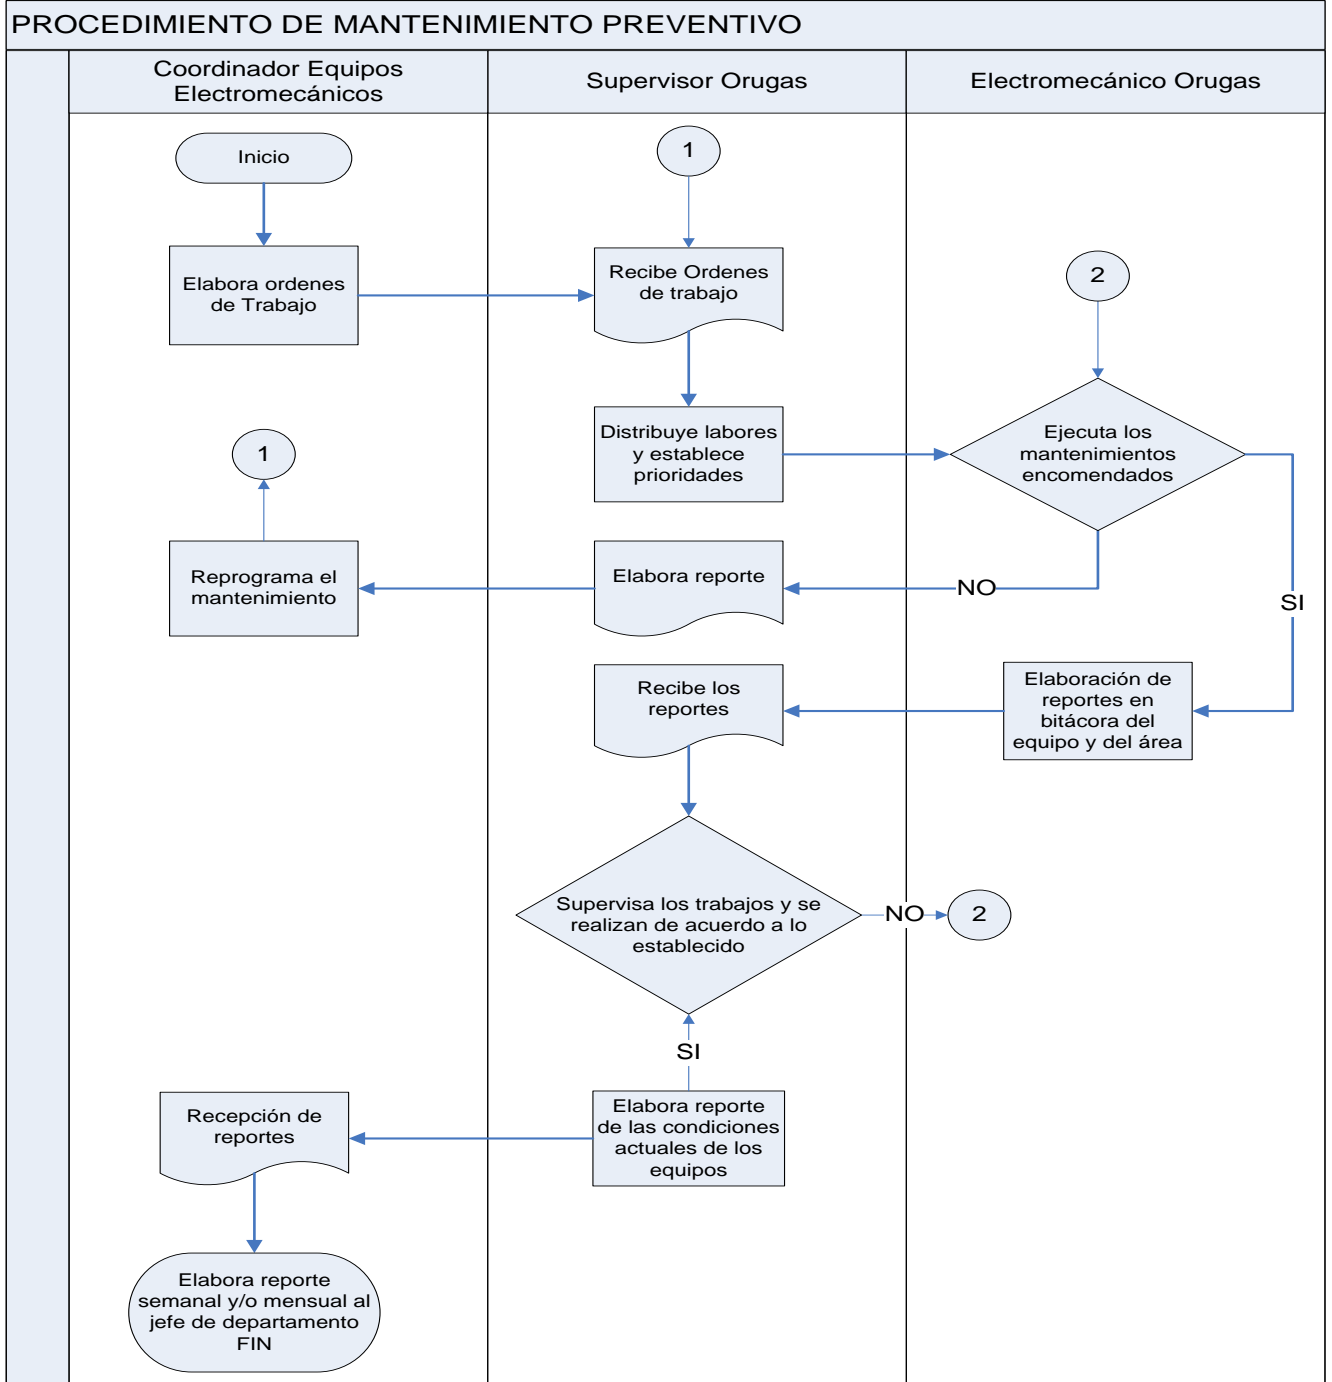 PROCEDIMIENTO DE MANTENIMIENTO PREVENTIVO
Coordinador Equipos
Electromecánicos
Supervisor Orugas
Electromecánico Orugas
Inicio
1
Elabora ordenes
de Trabajo
Recibe Ordenes
de trabajo
2
Distribuye labores
y establece
prioridades
Ejecuta los
mantenimientos
encomendados
1
Reprograma el
mantenimiento
Elabora reporte
NO
SI
Recibe los
reportes
Elaboración de
reportes en
bitácora del
equipo y del área
Supervisa los trabajos y se
realizan de acuerdo a lo
establecido
NO
2
SI
Recepción de
reportes
Elabora reporte
de las condiciones
actuales de los
equipos
Elabora reporte
semanal y/o mensual al
jefe de departamento
FIN